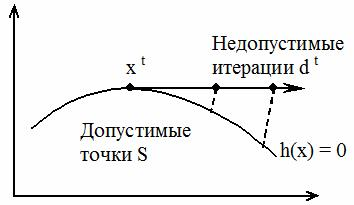 Недопустимые
итерации d t
x t
Допустимые
точки S
h(x) = 0